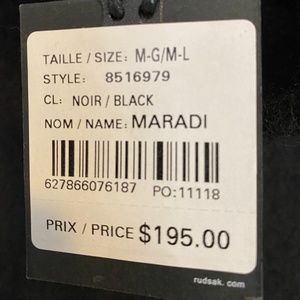 TAILLE / SIZE: M-G/M-L
STYLE: 8516979
CL: NOIR / BLACK
NOM / NAME: MARADI
627866076187 PO:11118
PRIX / PRICE $195.00
rudsak. com